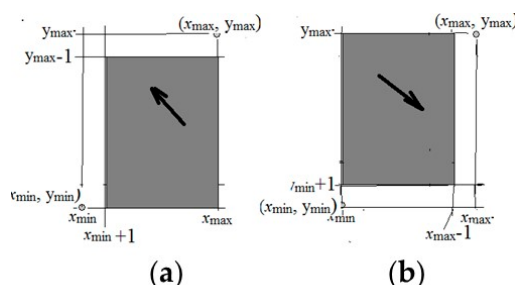 (xmax, ymax)
ymax
ymax-1
xmin, ymin)
xmin
xmax
xmin+1
(a)
ymax
(xmax, ymax)
min+1
(xmin, ymin)
xmin
xmax
xmax-1
(b)